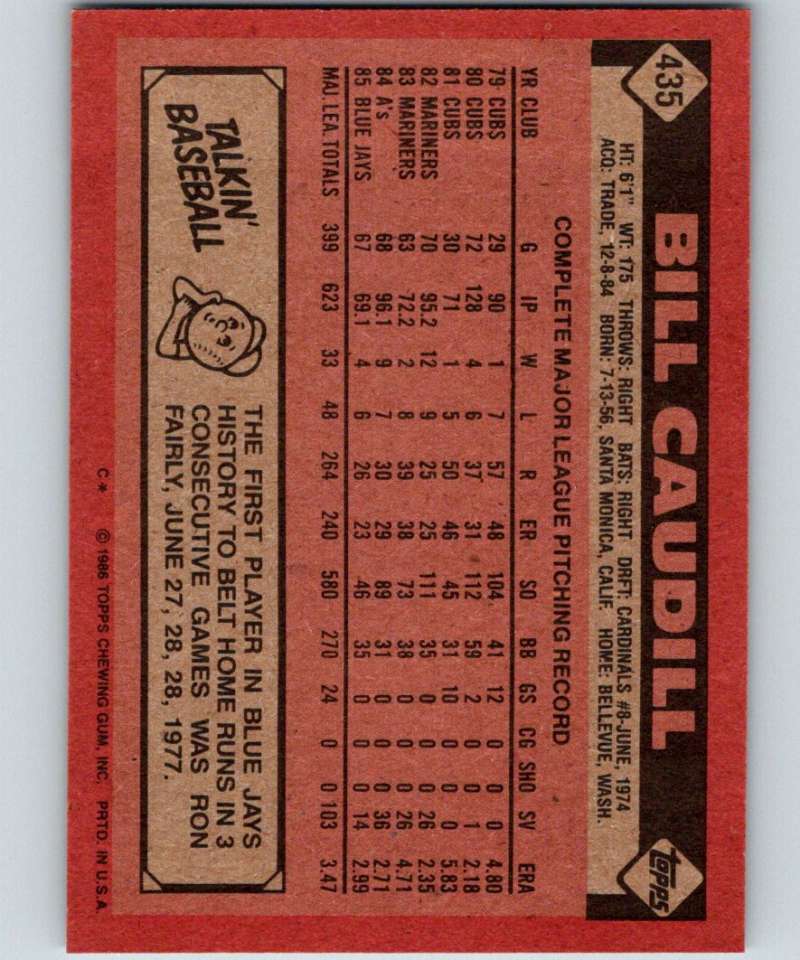 435
BILL CAUDILL
topps
HT: 6'1" WT: 175 THROWS: RIGHT BATS: RIGHT DRFT: CARDINALS #8-JUNE, 1974
ACQ: TRADE, 12-8-84 BORN: 7-13-56, SANTA MONICA, CALIF. HOME: BELLEVUE, WASH.
COMPLETE MAJOR LEAGUE PITCHING RECORD
YR CLUB G IP W L R ER SO BB GS CG SHO SV ERA
79 CUBS 29 90 1 7 57 48 104 41 12 0 0 0 4.80
80 CUBS 72 128 4 6 37 31 112 59 2 0 0 1 2.18
81 CUBS 30 71 1 5 50 46 45 31 10 0 0 0 5.83
82 MARINERS 70 95.2 12 9 25 25 111 35 0 0 0 26 2.35
83 MARINERS 63 72.2 2 8 39 38 73 38 0 0 0 26 4.71
84 A's 68 96.1 9 7 30 29 89 31 0 0 0 36 2.71
85 BLUE JAYS 67 69.1 4 6 26 23 46 35 0 0 0 14 2.99
MAJ. LEA. TOTALS 399 623 33 48 264 240 580 270 24 0 0 103 3.47
TALKIN'
BASEBALL
THE FIRST PLAYER IN BLUE JAYS
HISTORY TO BELT HOME RUNS IN 3
CONSECUTIVE GAMES WAS RON
FAIRLY, JUNE 27, 28, 28, 1977.
C* © 1986 TOPPS CHEWING GUM, INC. PRTD. IN U.S.A.